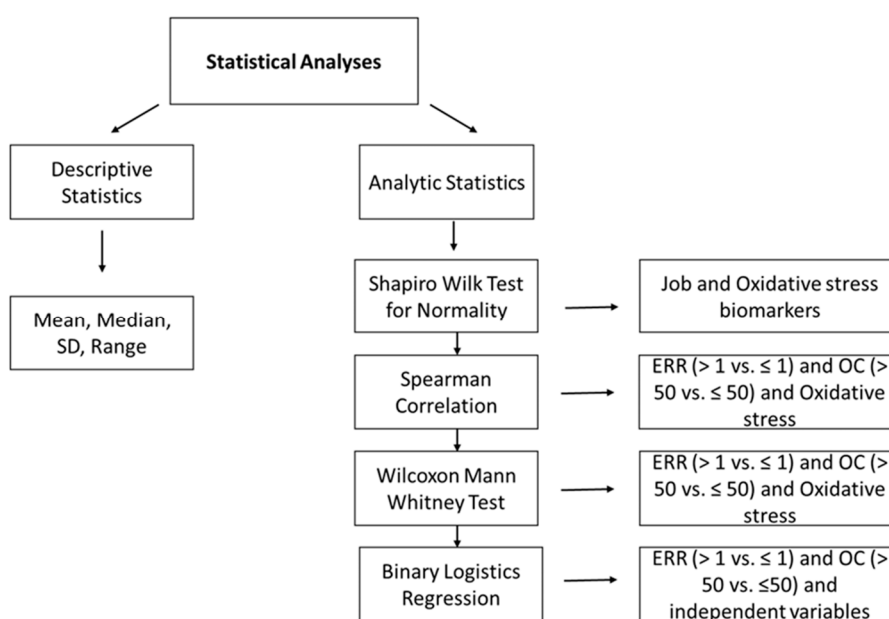 Statistical Analyses
Descriptive
Statistics
Analytic Statistics
Mean, Median,
SD, Range
Shapiro Wilk Test
for Normality
Job and Oxidative stress
biomarkers
Spearman
Correlation
ERR (> 1 vs. ≤ 1) and OC (>
50 vs. ≤ 50) and Oxidative
stress
Wilcoxon Mann
Whitney Test
ERR (> 1 vs. ≤ 1) and OC (>
50 vs. ≤ 50) and Oxidative
stress
Binary Logistics
Regression
ERR (> 1 vs. ≤ 1) and OC (>
50 vs. ≤50) and
independent variables